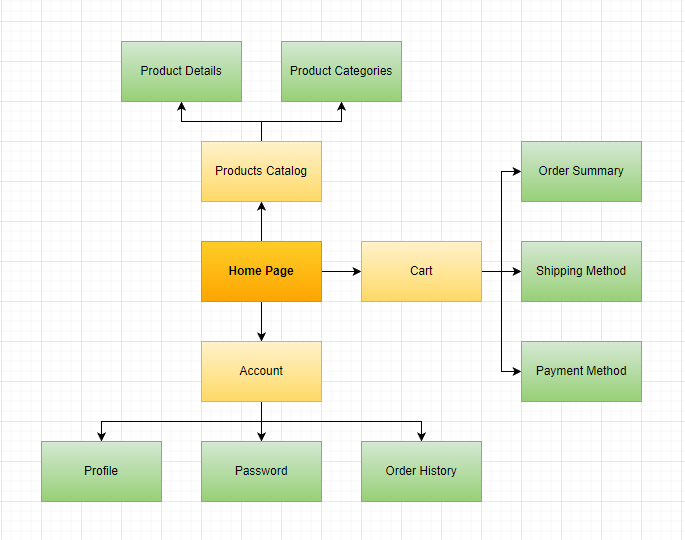 Product Details
Product Categories
Products Catalog
Order Summary
Home Page
Cart
Shipping Method
Account
Payment Method
Profile
Password
Order History